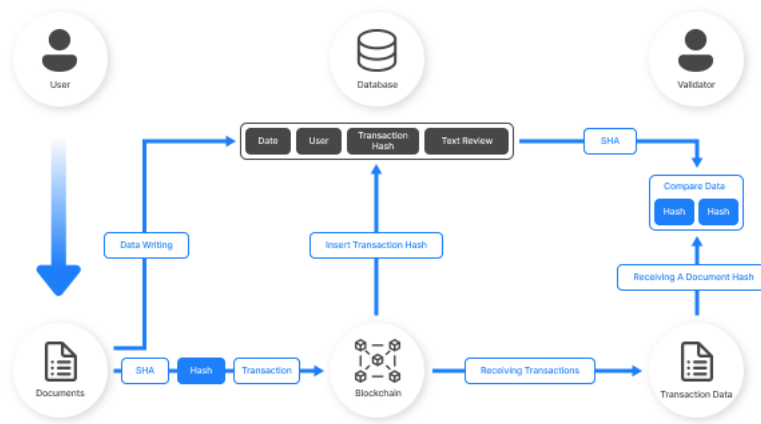 User
Database
Validator
Date
User
Transaction
Hash
Text Review
SHA
Compare Data
Hash
Hash
Data Writing
Insert Transaction Hash
Receiving A Document Hash
Documents
SHA
Hash
Transaction
Blockchain
Receiving Transactions
Transaction Data